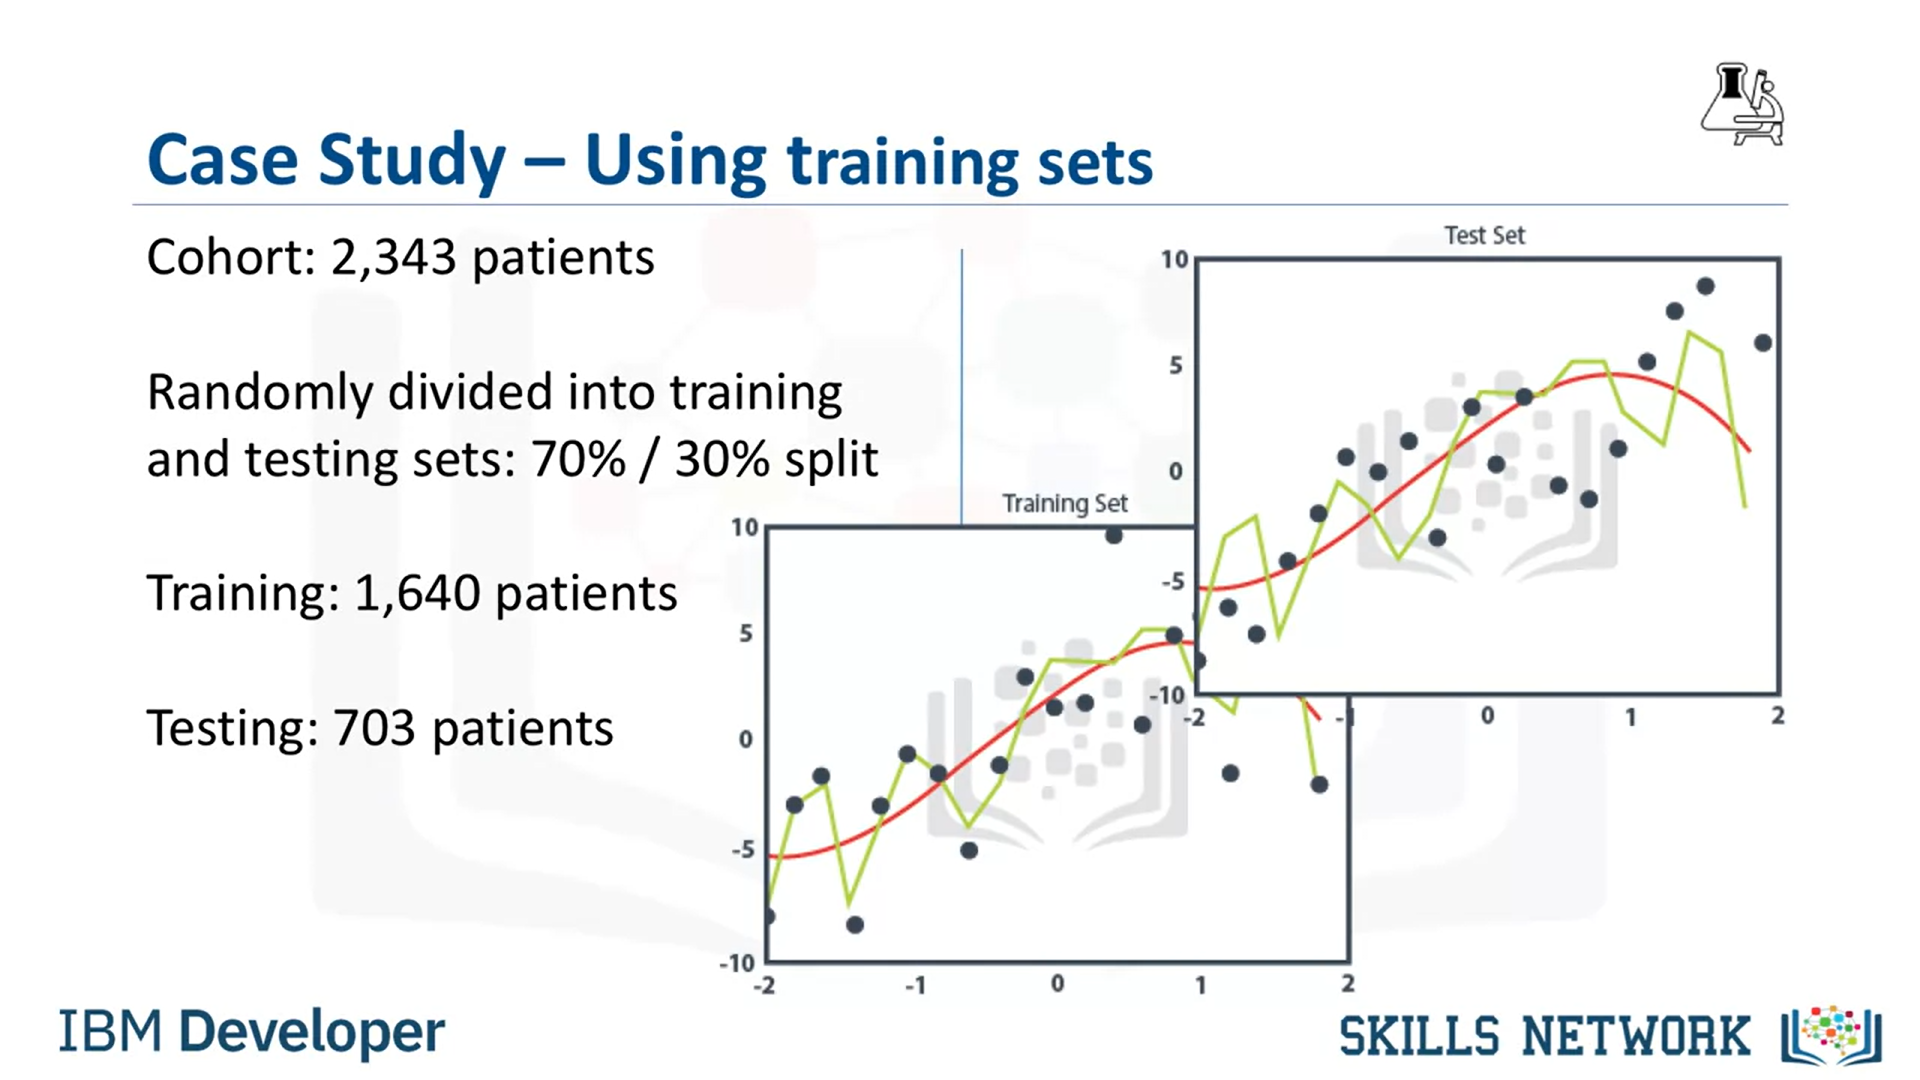 Case Study – Using training sets
Cohort: 2,343 patients
Randomly divided into training
and testing sets: 70% / 30% split
Training: 1,640 patients
Testing: 703 patients
Training Set
10
5
0
-5
-10
-2
-1
0
1
2
Test Set
10
5
0
-5
-10
-2
-1
0
1
2
IBM Developer
SKILLS NETWORK